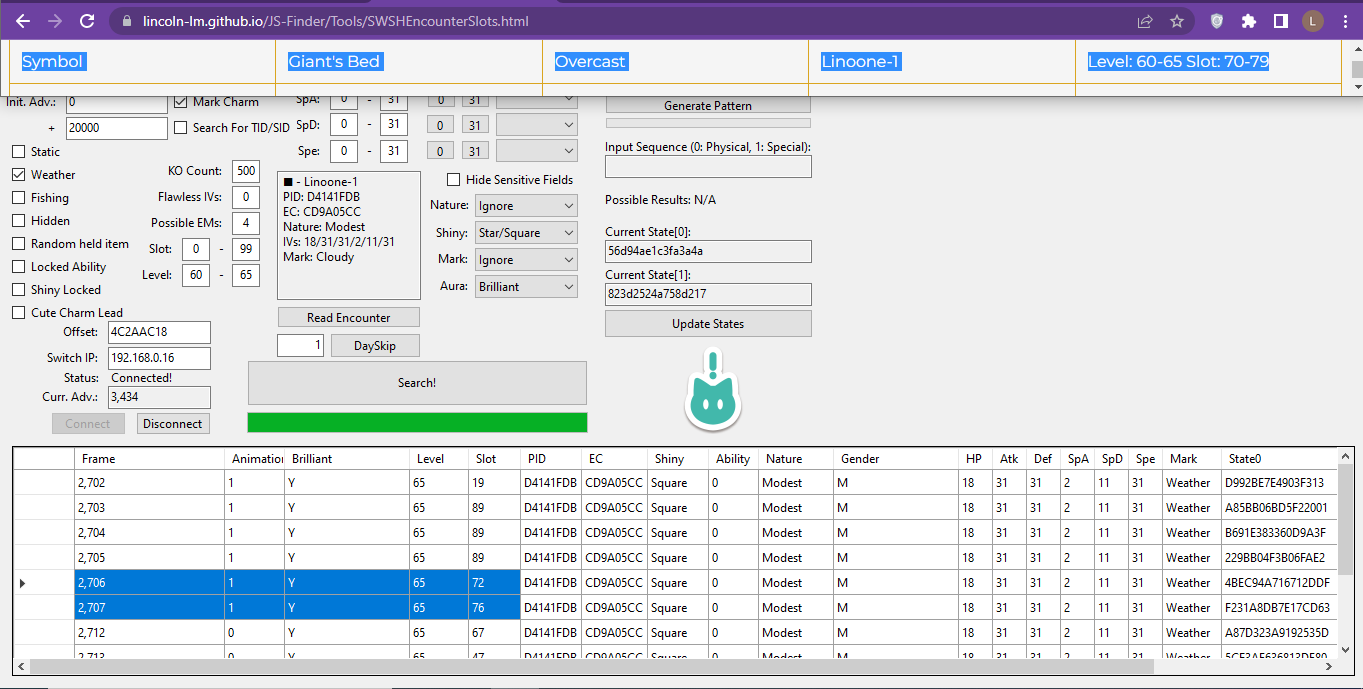 lincoln-lm.github.io/JS-Finder/Tools/SWSHEncounterSlots.html L
Symbol Giant's Bed Overcast Linoone-1 Level: 60-65 Slot: 70-79
Init. Adv.: 0 Mark Charm SpA: 0 - 31 0 31 Generate Pattern
+ 20000 Search For TID/SID SpD: 0 - 31 0 31
Spe: 0 - 31 0 31 Input Sequence (0: Physical, 1: Special):
Static
Weather KO Count: 500 ■ - Linoone-1 Hide Sensitive Fields
PID: D4141FDB
Fishing Flawless IVs: 0 EC: CD9A05CC Nature: Ignore Possible Results: N/A
Hidden Possible EMs: 4 Nature: Modest Shiny: Star/Square Current State[0]:
Random held item Slot: 0 - 99 IVs: 18/31/31/2/11/31 56d94ae1c3fa3a4a
Locked Ability Level: 60 - 65 Mark: Cloudy Mark: Ignore Current State[1]:
Shiny Locked Aura: Brilliant 823d2524a758d217
Cute Charm Lead Read Encounter Update States
Offset: 4C2AAC18
Switch IP: 192.168.0.16 1 DaySkip
Status: Connected!
Curr. Adv.: 3,434 Search!
Connect Disconnect
Frame Animation Brilliant Level Slot PID EC Shiny Ability Nature Gender HP Atk Def SpA SpD Spe Mark State0
2,702 1 Y 65 19 D4141FDB CD9A05CC Square 0 Modest M 18 31 31 2 11 31 Weather D992BE7E4903F313
2,703 1 Y 65 89 D4141FDB CD9A05CC Square 0 Modest M 18 31 31 2 11 31 Weather A85BB06BD5F22001
2,704 1 Y 65 89 D4141FDB CD9A05CC Square 0 Modest M 18 31 31 2 11 31 Weather B691E383360D9A3F
2,705 1 Y 65 89 D4141FDB CD9A05CC Square 0 Modest M 18 31 31 2 11 31 Weather 229BB04F3B06FAE2
2,706 1 Y 65 72 D4141FDB CD9A05CC Square 0 Modest M 18 31 31 2 11 31 Weather 4BEC94A716712DDF
2,707 1 Y 65 76 D4141FDB CD9A05CC Square 0 Modest M 18 31 31 2 11 31 Weather F231A8DB7E17CD63
2,712 0 Y 65 67 D4141FDB CD9A05CC Square 0 Modest M 18 31 31 2 11 31 Weather A87D323A9192535D
2,713 0 Y 65 47 D4141FDB CD9A05CC Square 0 Modest M 18 31 31 2 11 31 Weather